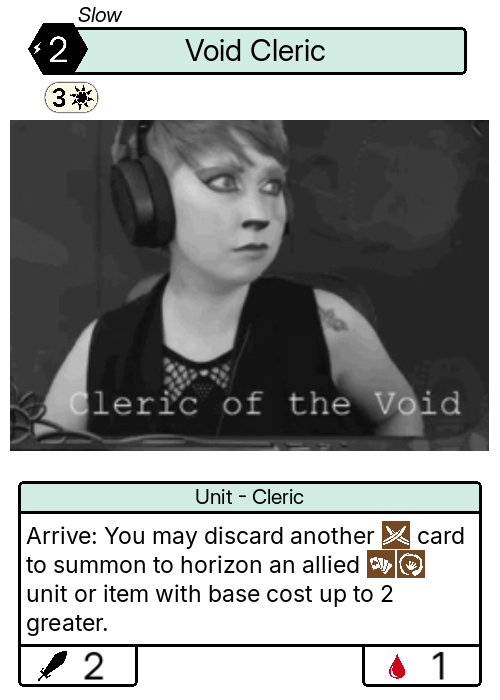 Slow
2 Void Cleric
3
Cleric of the Void
Unit - Cleric
Arrive: You may discard another card
to summon to horizon an allied
unit or item with base cost up to 2
greater.
2 1